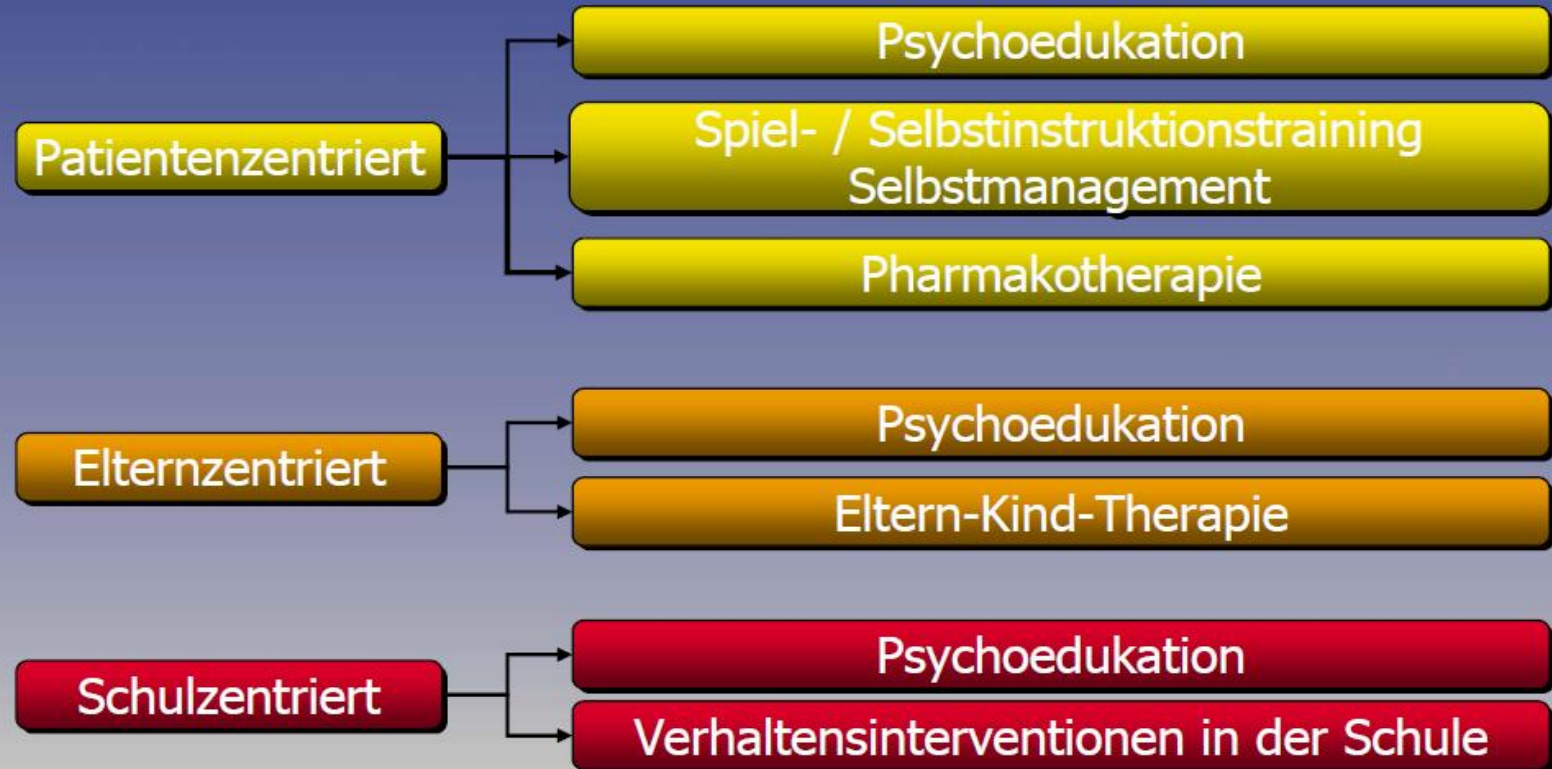 Patientenzentriert
Psychoedukation
Spiel- / Selbstinstruktionstraining
Selbstmanagement
Pharmakotherapie
Elternzentriert
Psychoedukation
Eltern-Kind-Therapie
Schulzentriert
Psychoedukation
Verhaltensinterventionen in der Schule